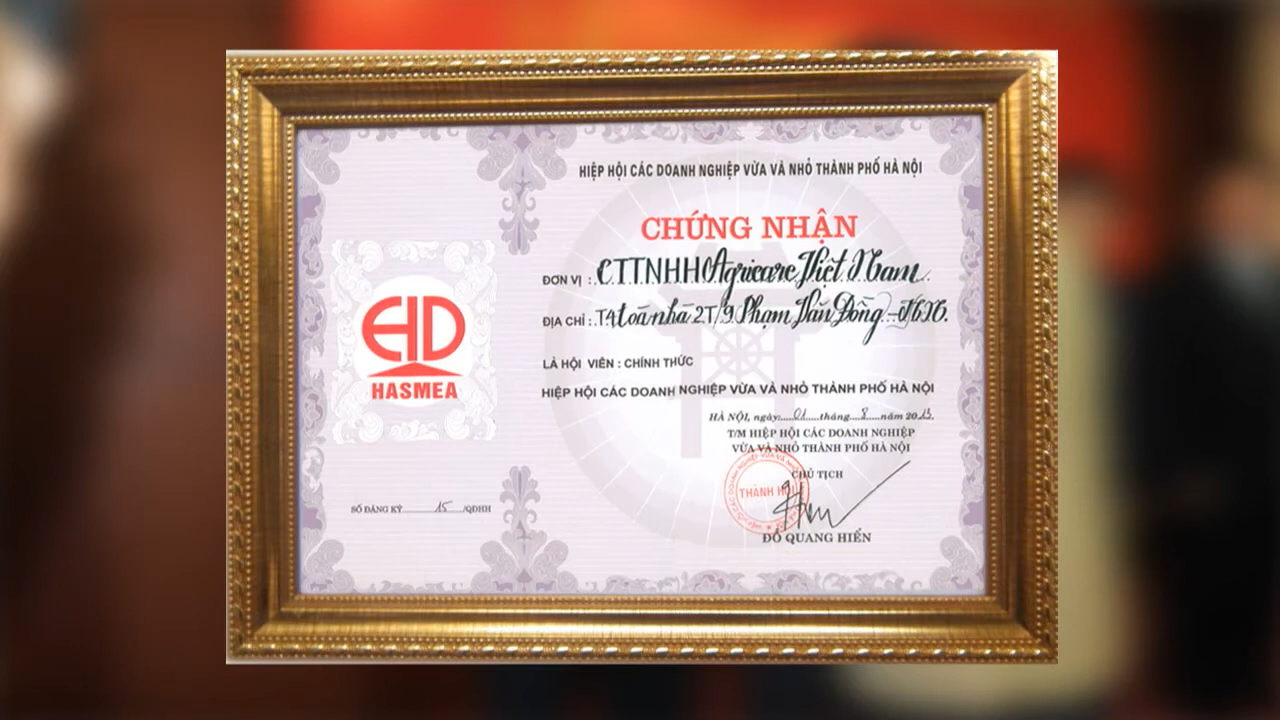 HIỆP HỘI CÁC DOANH NGHIỆP VỪA VÀ NHỎ THÀNH PHỐ HÀ NỘI
CHỨNG NHẬN
ĐƠN VỊ : CTTNHH Agricare Việt Nam
ĐỊA CHỈ : T4 toà nhà 2T/9 Phạm Văn Đồng
LÀ HỘI VIÊN : CHÍNH THỨC
HIỆP HỘI CÁC DOANH NGHIỆP VỪA VÀ NHỎ THÀNH PHỐ HÀ NỘI
HÀ NỘI, ngày:.....01.....tháng....8.....năm 2013.
T/M HIỆP HỘI CÁC DOANH NGHIỆP
VỪA VÀ NHỎ THÀNH PHỐ HÀ NỘI
CHỦ TỊCH
ĐỖ QUANG HIỂN
HASMEA
SỐ ĐĂNG KÝ 15 /QĐHH